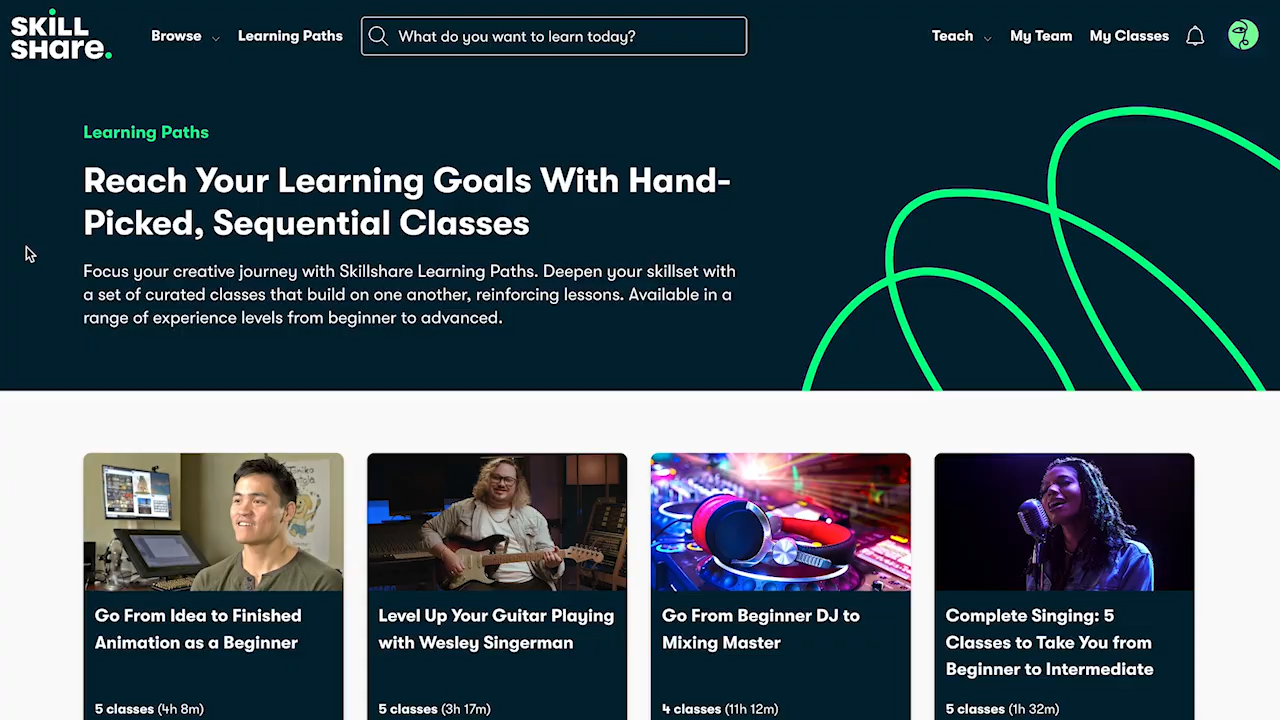 SKILL
SHARE.
Browse
Learning Paths
What do you want to learn today?
Teach
My Team
My Classes
Learning Paths
Reach Your Learning Goals With Hand-
Picked, Sequential Classes
Focus your creative journey with Skillshare Learning Paths. Deepen your skillset with
a set of curated classes that build on one another, reinforcing lessons. Available in a
range of experience levels from beginner to advanced.
Go From Idea to Finished
Animation as a Beginner
5 classes (4h 8m)
Level Up Your Guitar Playing
with Wesley Singerman
5 classes (3h 17m)
Go From Beginner DJ to
Mixing Master
4 classes (11h 12m)
Complete Singing: 5
Classes to Take You from
Beginner to Intermediate
5 classes (1h 32m)